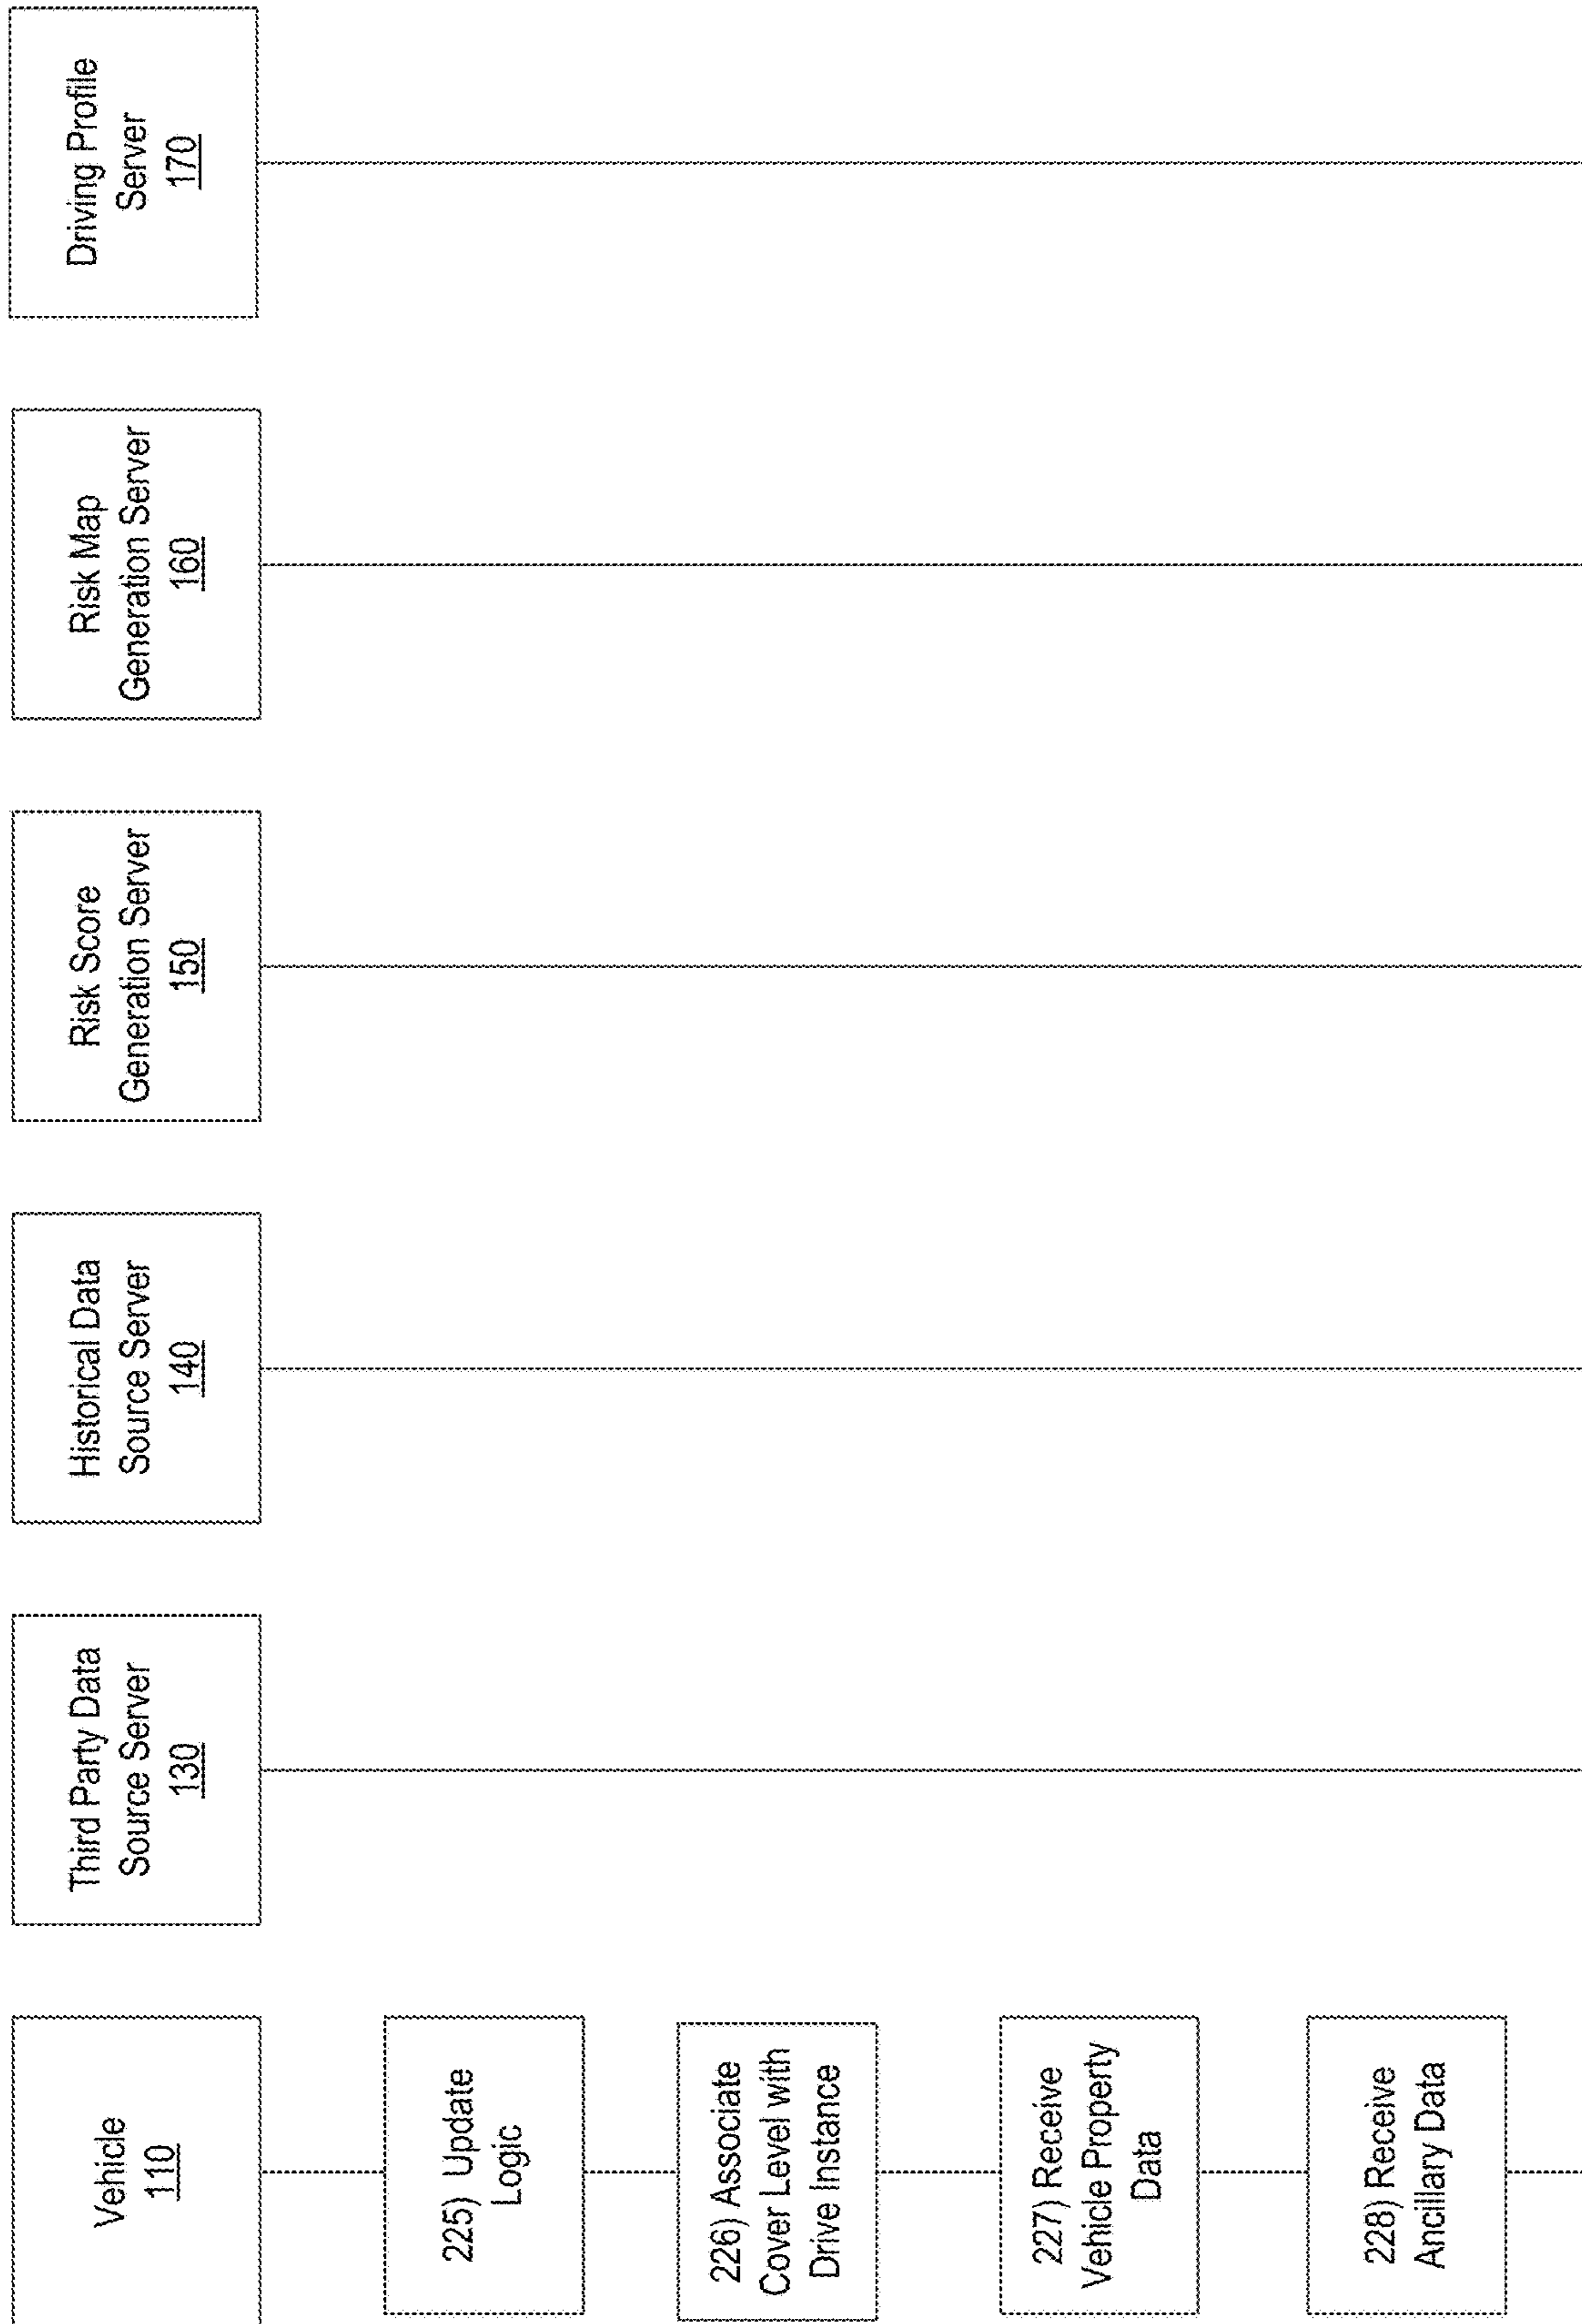 Vehicle
110
Third Party Data
Source Server
130
Historical Data
Source Server
140
Risk Score
Generation Server
150
Risk Map
Generation Server
160
Driving Profile
Server
170
225) Update
Logic
226) Associate
Cover Level with
Drive Instance
227) Receive
Vehicle Property
Data
228) Receive
Ancillary Data